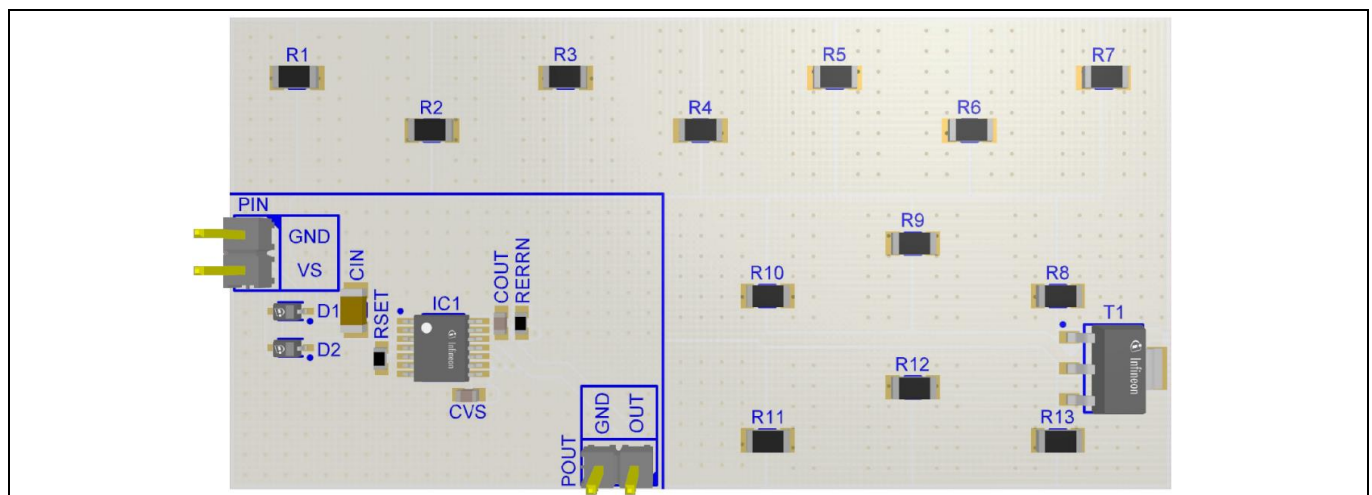 R1
R3
R5
R7
R2
R4
R6
PIN
GND
VS
CIN
D1
D2
RSET
IC1
Infineon
COUT
RERRN
CVS
POUT
GND
OUT
R9
R10
R8
T1
Infineon
R12
R11
R13